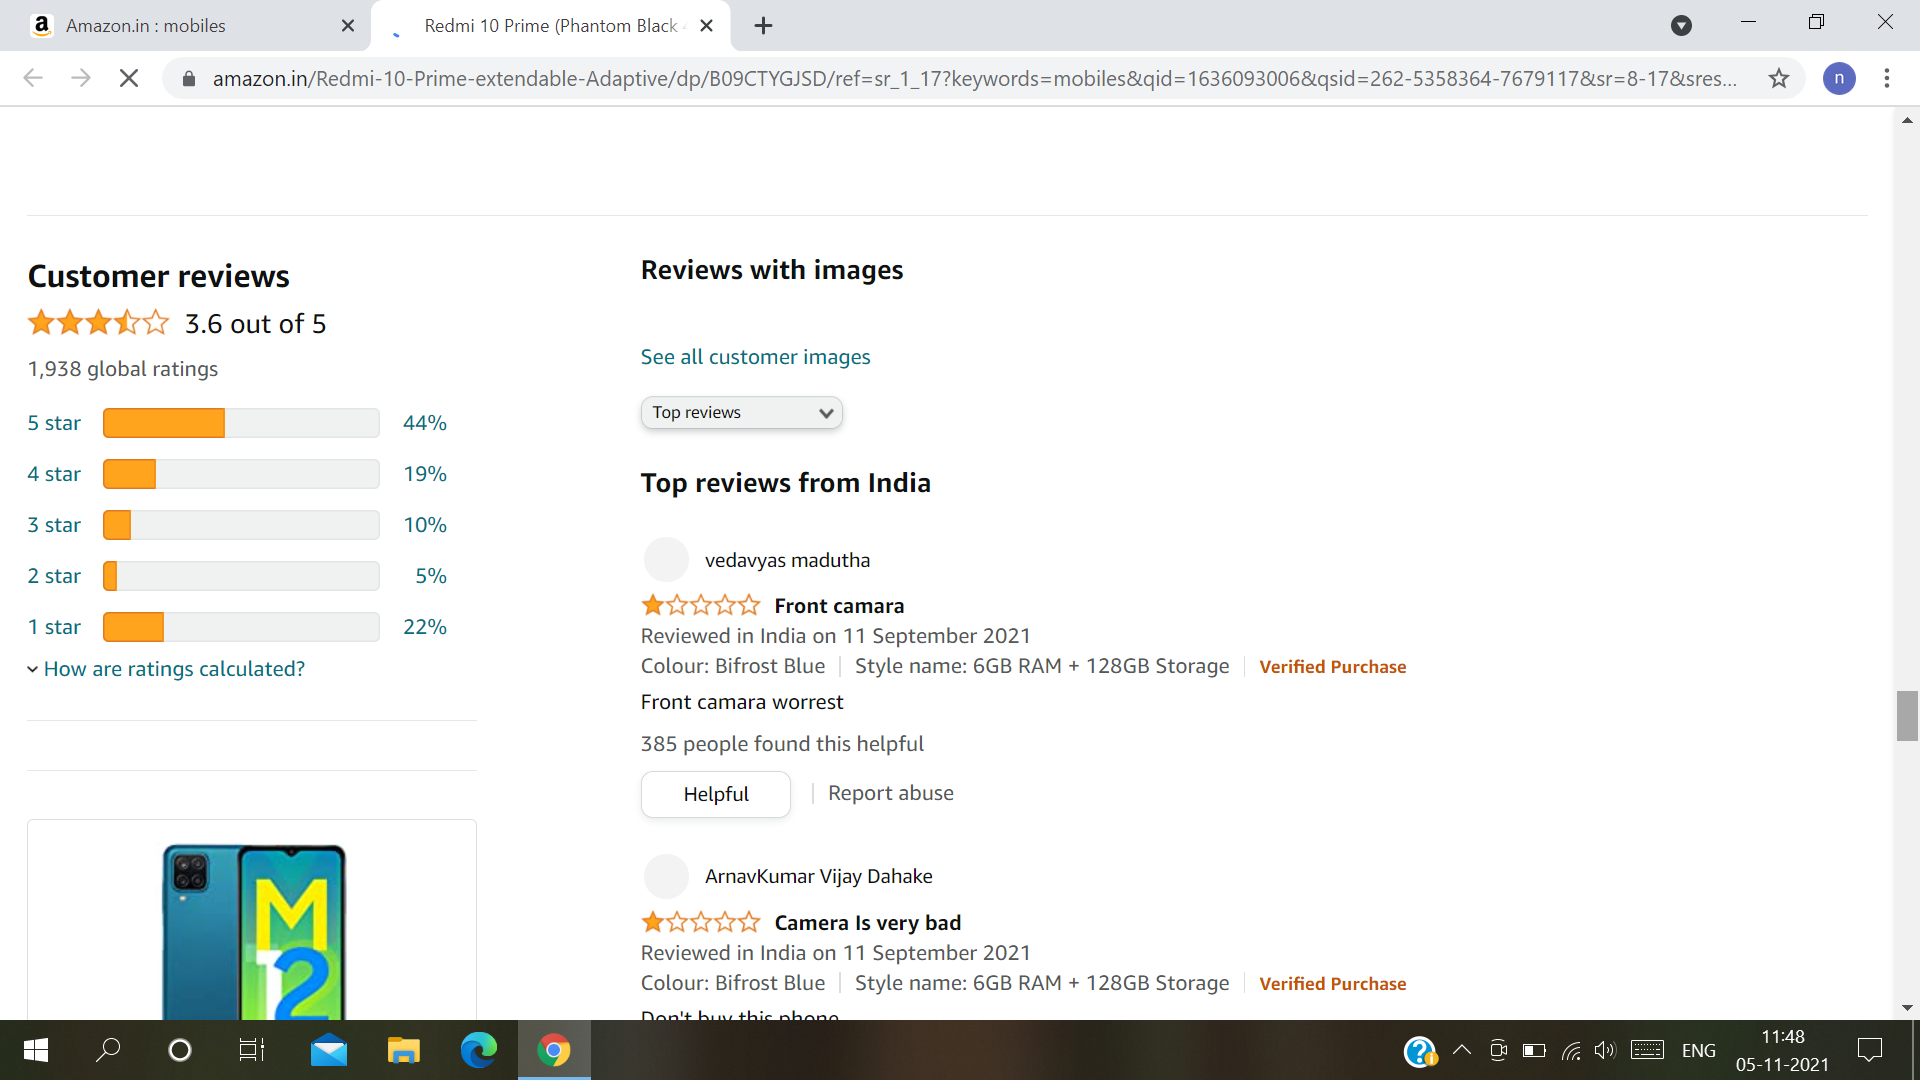 Amazon.in : mobiles
Redmi 10 Prime (Phantom Black
amazon.in/Redmi-10-Prime-extendable-Adaptive/dp/B09CTYGJSD/ref=sr_1_17?keywords=mobiles&qid=1636093006&qsid=262-5358364-7679117&sr=8-17&sres...
n
Customer reviews
3.6 out of 5
1,938 global ratings
5 star 44%
4 star 19%
3 star 10%
2 star 5%
1 star 22%
How are ratings calculated?
M
12
Reviews with images
See all customer images
Top reviews
Top reviews from India
vedavyas madutha
Front camara
Reviewed in India on 11 September 2021
Colour: Bifrost Blue Style name: 6GB RAM + 128GB Storage Verified Purchase
Front camara worrest
385 people found this helpful
Helpful Report abuse
ArnavKumar Vijay Dahake
Camera Is very bad
Reviewed in India on 11 September 2021
Colour: Bifrost Blue Style name: 6GB RAM + 128GB Storage Verified Purchase
Don't buy this phone
ENG
11:48
05-11-2021